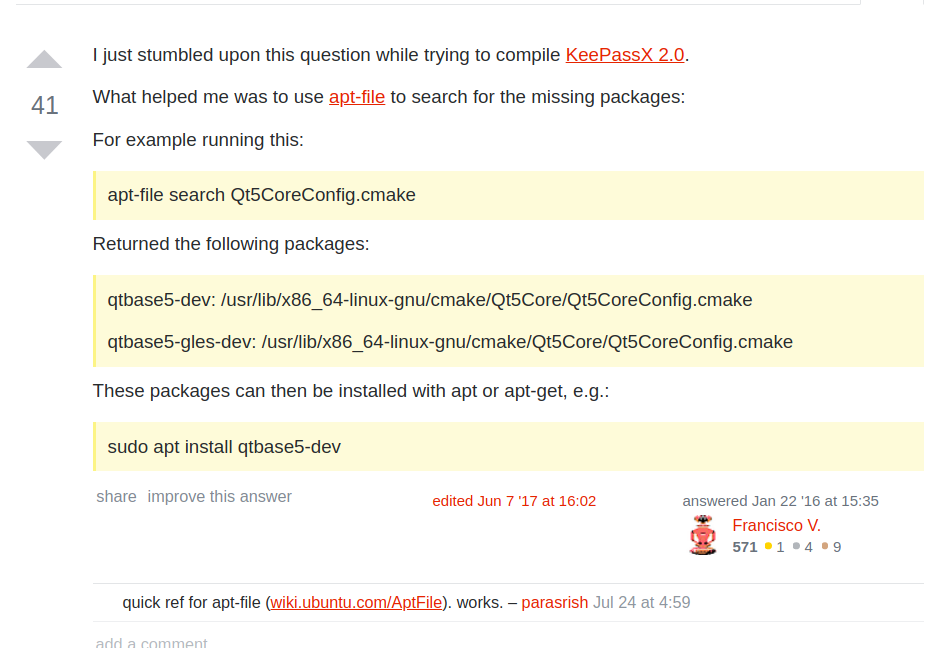 I just stumbled upon this question while trying to compile KeePassX 2.0.
41
What helped me was to use apt-file to search for the missing packages:
For example running this:
apt-file search Qt5CoreConfig.cmake
Returned the following packages:
qtbase5-dev: /usr/lib/x86_64-linux-gnu/cmake/Qt5Core/Qt5CoreConfig.cmake
qtbase5-gles-dev: /usr/lib/x86_64-linux-gnu/cmake/Qt5Core/Qt5CoreConfig.cmake
These packages can then be installed with apt or apt-get, e.g.:
sudo apt install qtbase5-dev
share improve this answer
edited Jun 7 '17 at 16:02
answered Jan 22 '16 at 15:35
Francisco V.
571 1 4 9
quick ref for apt-file (wiki.ubuntu.com/AptFile). works. – parasrish Jul 24 at 4:59
add a comment